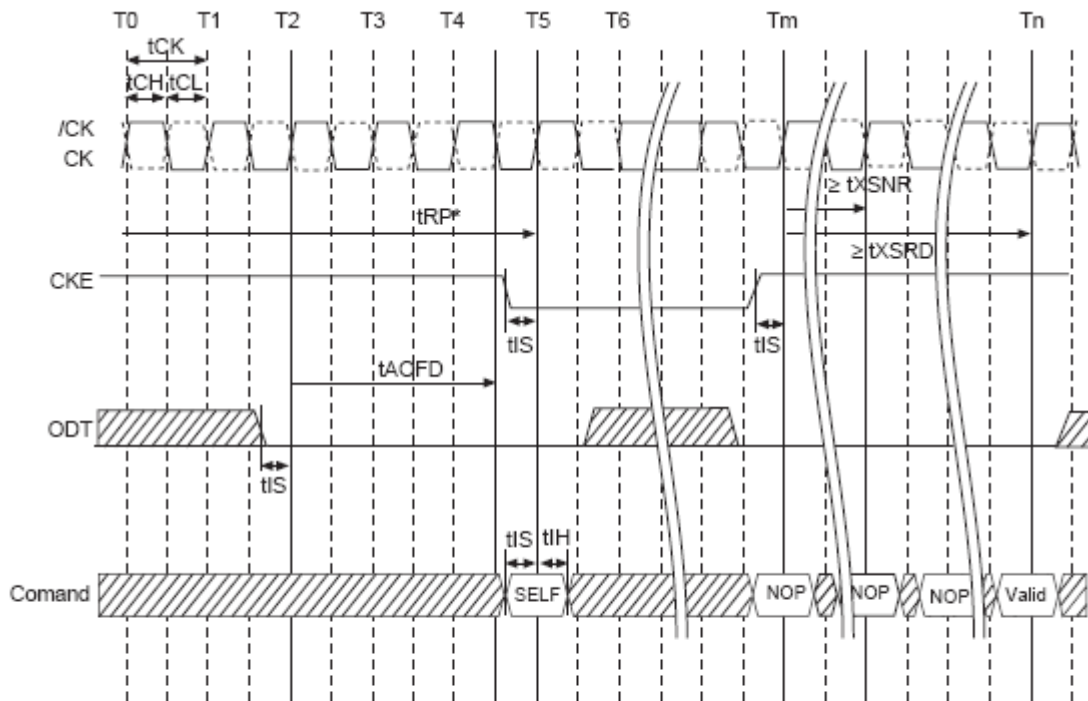 T0 T1 T2 T3 T4 T5 T6 Tm Tn
tCK
tCH tCL
/CK
CK
≥ tXSNR
tRP*
≥ tXSRD
CKE
tIS tIS
tAOFD
ODT
tIS
tIS tIH
Comand SELF NOP NOP NOP Valid